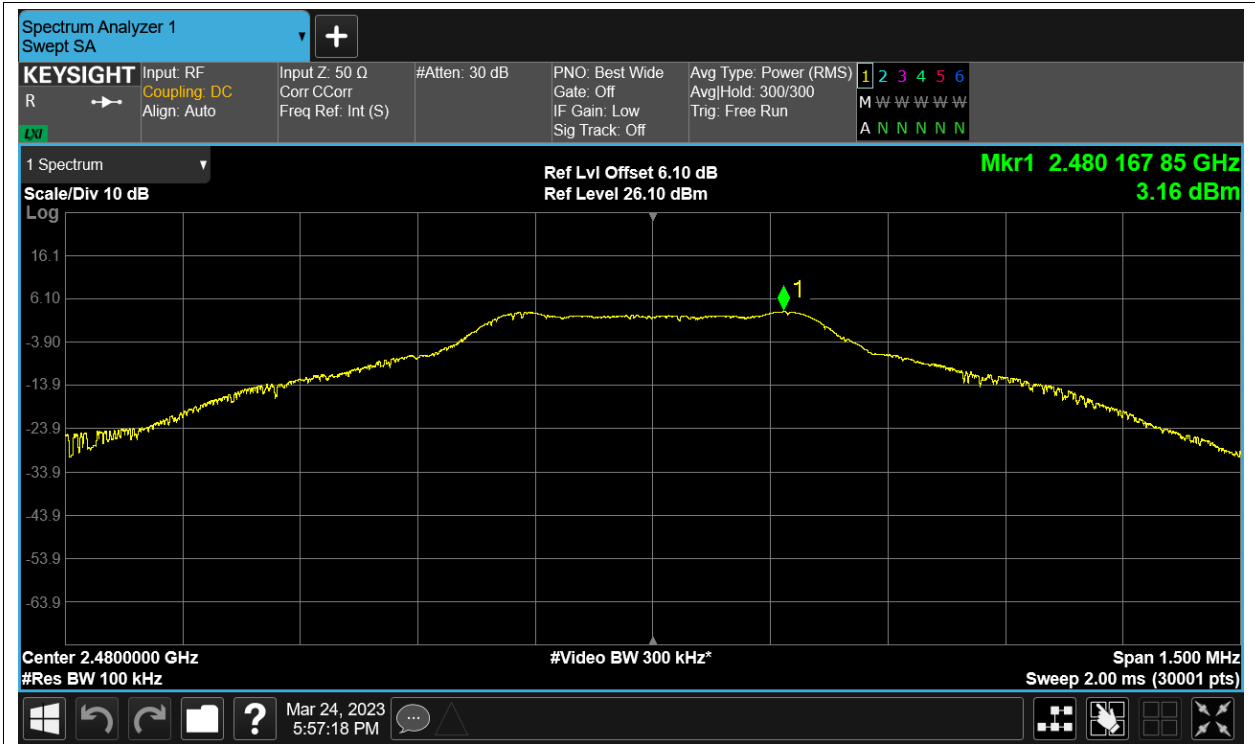 Spectrum Analyzer 1
Swept SA
KEYSIGHT
R
LXI
Input: RF
Coupling: DC
Align: Auto
Input Z: 50 Ω
Corr CCorr
Freq Ref: Int (S)
#Atten: 30 dB
PNO: Best Wide
Gate: Off
IF Gain: Low
Sig Track: Off
Avg Type: Power (RMS)
Avg|Hold: 300/300
Trig: Free Run
1 2 3 4 5 6
M W W W W W
A N N N N N
1 Spectrum
Scale/Div 10 dB
Log
Ref Lvl Offset 6.10 dB
Ref Level 26.10 dBm
Mkr1 2.480 167 85 GHz
3.16 dBm
16.1
6.10
-3.90
-13.9
-23.9
-33.9
-43.9
-53.9
-63.9
1
Center 2.4800000 GHz
#Res BW 100 kHz
#Video BW 300 kHz*
Span 1.500 MHz
Sweep 2.00 ms (30001 pts)
?
Mar 24, 2023
5:57:18 PM